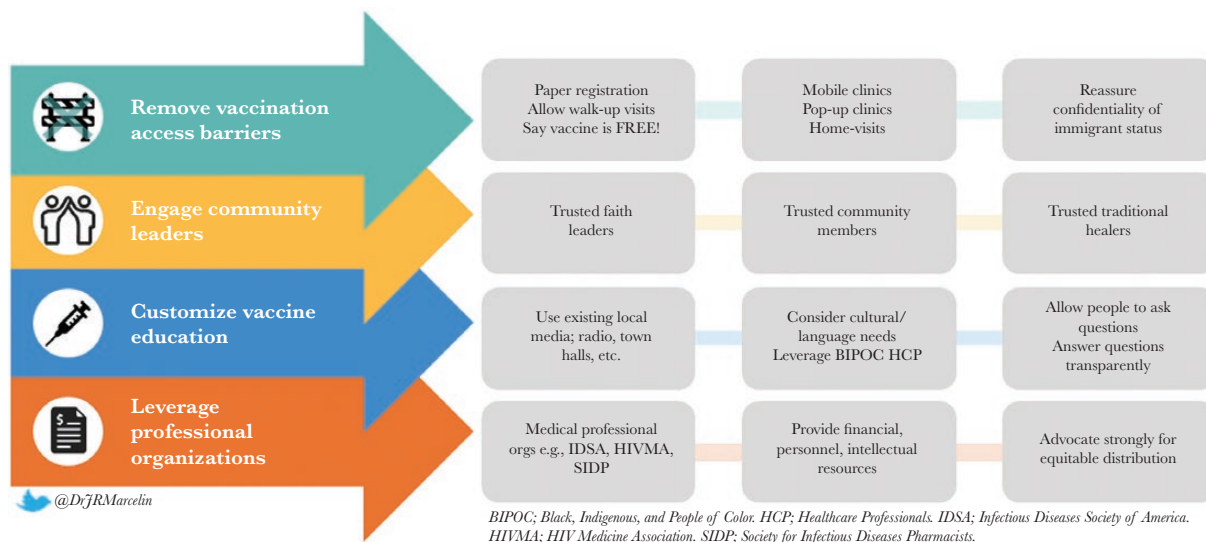 Remove vaccination
access barriers
Paper registration
Allow walk-up visits
Say vaccine is FREE!
Mobile clinics
Pop-up clinics
Home-visits
Reassure
confidentiality of
immigrant status
Engage community
leaders
Trusted faith
leaders
Trusted community
members
Trusted traditional
healers
Customize vaccine
education
Use existing local
media; radio, town
halls, etc.
Consider cultural/
language needs
Leverage BIPOC HCP
Allow people to ask
questions
Answer questions
transparently
$
Leverage
professional
organizations
Medical professional
orgs e.g., IDSA, HIVMA,
SIDP
Provide financial,
personnel, intellectual
resources
Advocate strongly for
equitable distribution
@DrJRMarcelin
BIPOC; Black, Indigenous, and People of Color. HCP; Healthcare Professionals. IDSA; Infectious Diseases Society of America.
HIVMA; HIV Medicine Association. SIDP; Society for Infectious Diseases Pharmacists.